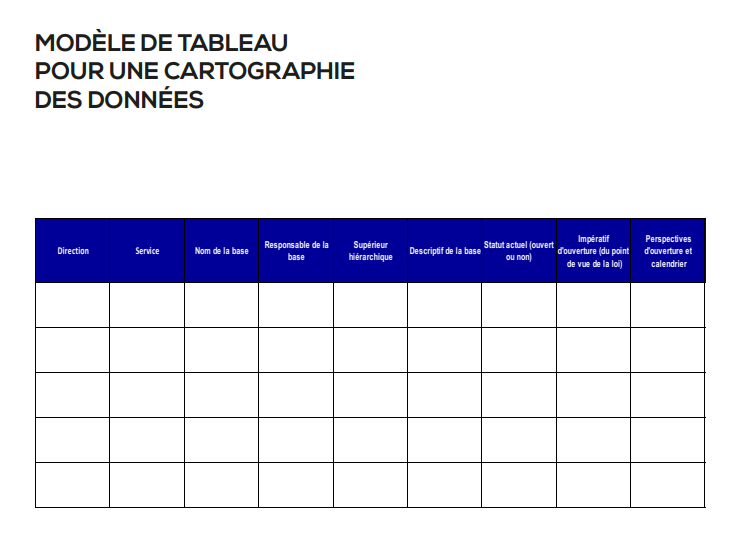 MODÈLE DE TABLEAU
POUR UNE CARTOGRAPHIE
DES DONNÉES
Direction
Service
Nom de la base
Responsable de la
base
Supérieur
hiérarchique
Descriptif de la base
Statut actuel (ouvert
ou non)
Impératif
d'ouverture (du point
de vue de la loi)
Perspectives
d'ouverture et
calendrier